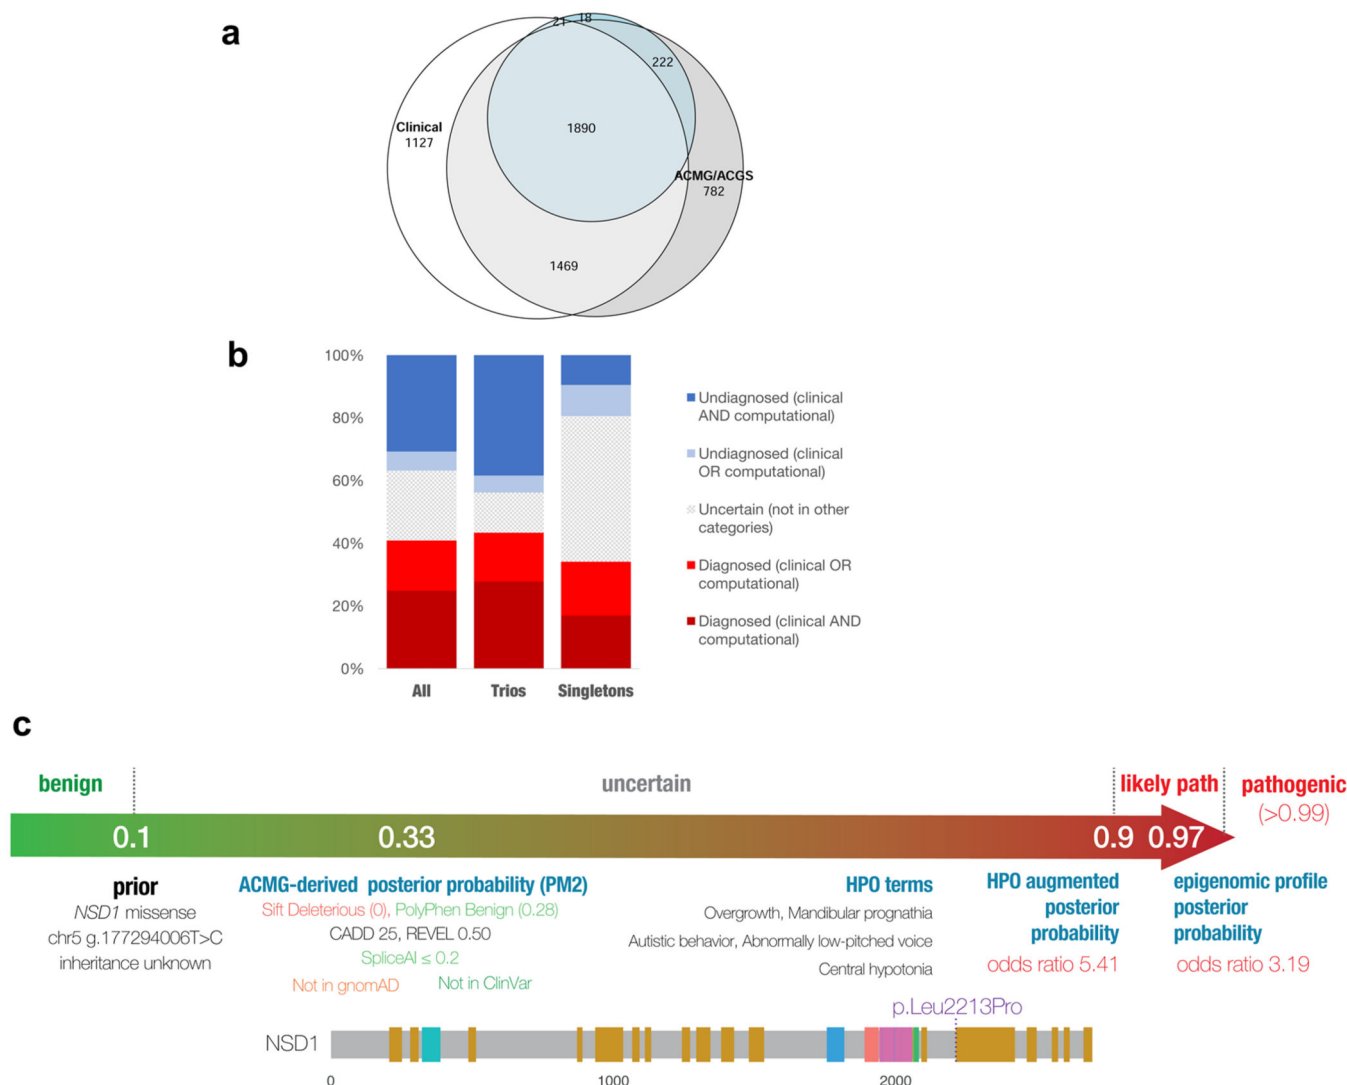 a
21 18
222
Clinical
1127
1890
ACMG/ACGS
782
1469
b
100%
80%
60%
40%
20%
0%
All Trios Singletons
Undiagnosed (clinical
AND computational)
Undiagnosed (clinical
OR computational)
Uncertain (not in other
categories)
Diagnosed (clinical OR
computational)
Diagnosed (clinical AND
computational)
c
benign uncertain likely path pathogenic
(>0.99)
0.1 0.33 0.9 0.97
prior
NSD1 missense
chr5 g.177294006T>C
inheritance unknown
ACMG-derived posterior probability (PM2)
Sift Deleterious (0), PolyPhen Benign (0.28)
CADD 25, REVEL 0.50
SpliceAI ≤ 0.2
Not in gnomAD Not in ClinVar
HPO terms
Overgrowth, Mandibular prognathia
Autistic behavior, Abnormally low-pitched voice
Central hypotonia
HPO augmented
posterior
probability
odds ratio 5.41
epigenomic profile
posterior
probability
odds ratio 3.19
p.Leu2213Pro
NSD1
0 1000 2000